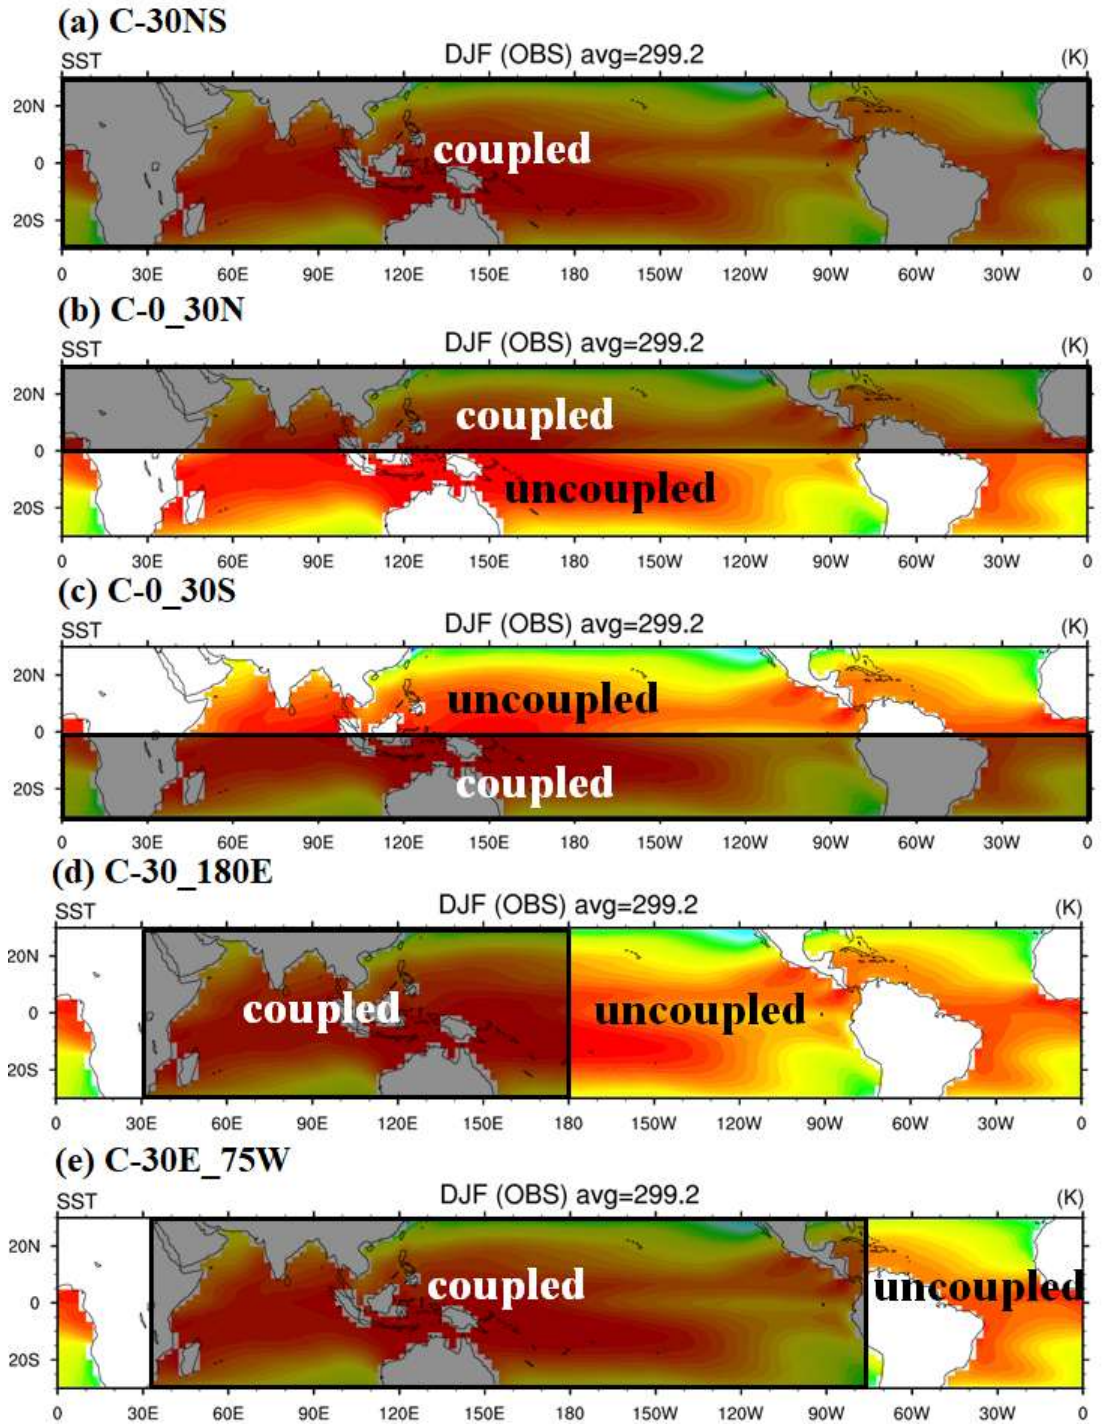 (a) C-30NS
SST DJF (OBS) avg=299.2 (K)
20N
coupled
0
20S
0 30E 60E 90E 120E 150E 180 150W 120W 90W 60W 30W 0
(b) C-0_30N
SST DJF (OBS) avg=299.2 (K)
20N
coupled
0
uncoupled
20S
0 30E 60E 90E 120E 150E 180 150W 120W 90W 60W 30W 0
(c) C-0_30S
SST DJF (OBS) avg=299.2 (K)
20N
uncoupled
0
coupled
20S
0 30E 60E 90E 120E 150E 180 150W 120W 90W 60W 30W 0
(d) C-30_180E
SST DJF (OBS) avg=299.2 (K)
20N
0 coupled uncoupled
20S
0 30E 60E 90E 120E 150E 180 150W 120W 90W 60W 30W 0
(e) C-30E_75W
SST DJF (OBS) avg=299.2 (K)
20N
coupled uncoupled
0
20S
0 30E 60E 90E 120E 150E 180 150W 120W 90W 60W 30W 0